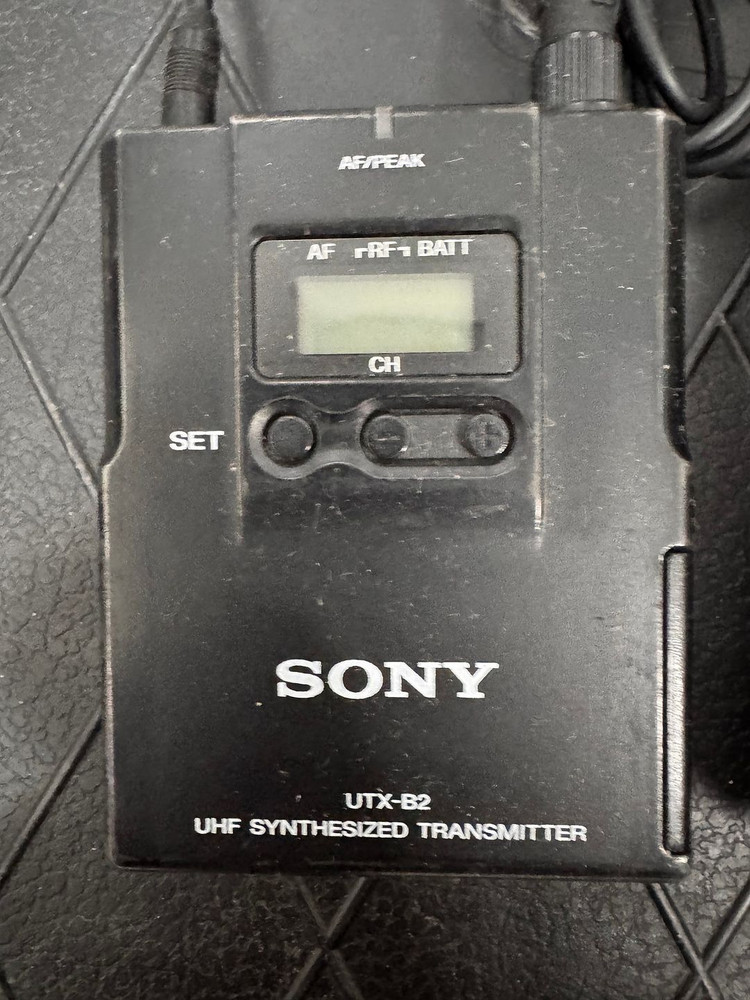 AF/PEAK
AF ┌RF┐ BATT
CH
SET - +
SONY
UTX-B2
UHF SYNTHESIZED TRANSMITTER